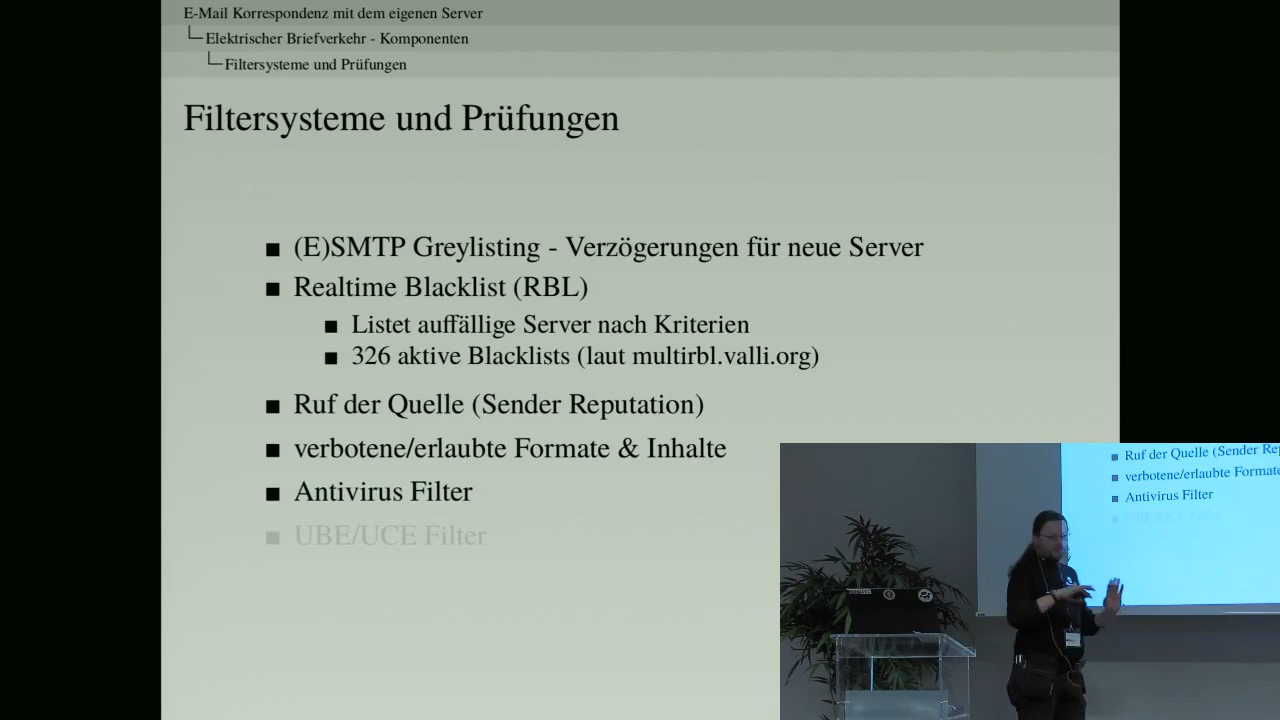 E-Mail Korrespondenz mit dem eigenen Server
Elektrischer Briefverkehr - Komponenten
Filtersysteme und Prüfungen
Filtersysteme und Prüfungen
(E)SMTP Greylisting - Verzögerungen für neue Server
Realtime Blacklist (RBL)
Listet auffällige Server nach Kriterien
326 aktive Blacklists (laut multirbl.valli.org)
Ruf der Quelle (Sender Reputation)
verbotene/erlaubte Formate & Inhalte
Antivirus Filter
UBE/UCE Filter
Ruf der Quelle (Sender Re
verbotene/erlaubte Formate
Antivirus Filter